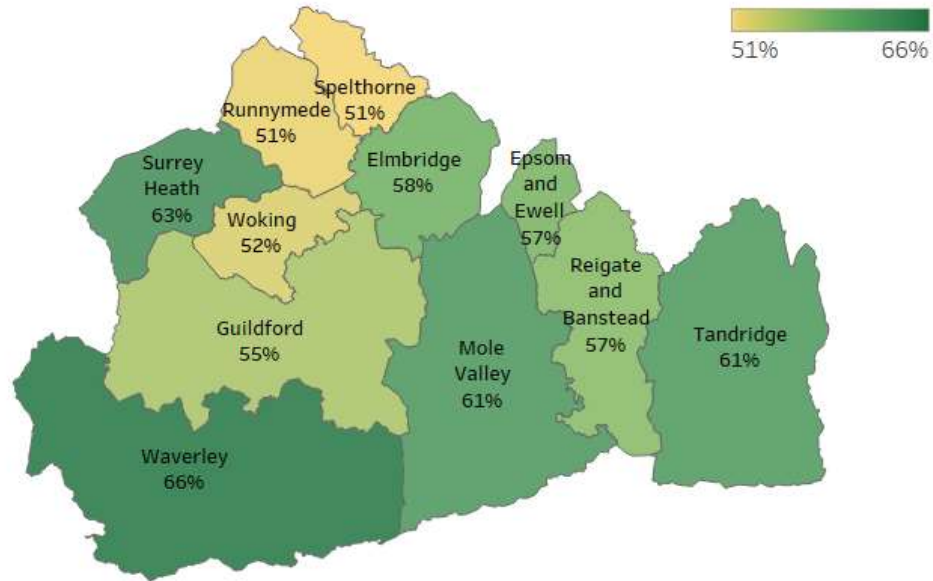 51%
66%
Spelthorne
51%
Runnymede
51%
Elmbridge
58%
Epsom
and
Ewell
57%
Surrey
Heath
63%
Woking
52%
Reigate
and
Banstead
57%
Guildford
55%
Mole
Valley
61%
Tandridge
61%
Waverley
66%